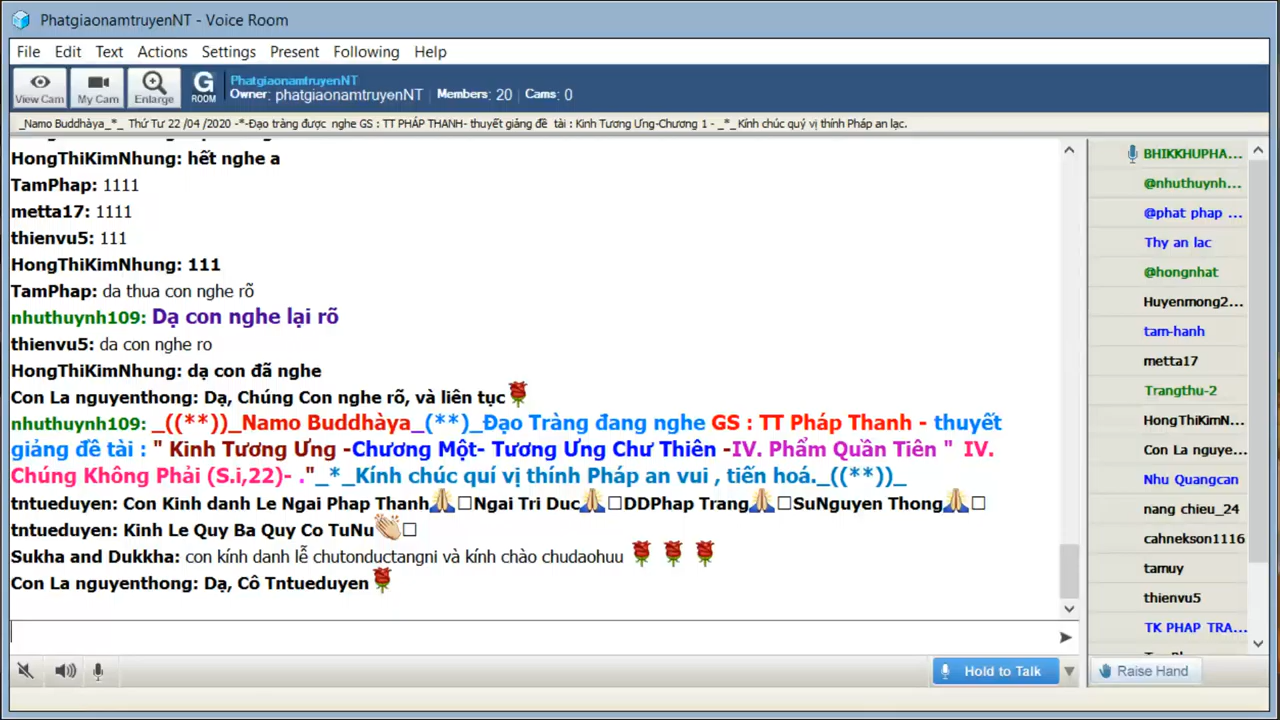 PhatgiaonamtruyenNT - Voice Room
File Edit Text Actions Settings Present Following Help
View Cam My Cam Enlarge G ROOM
PhatgiaonamtruyenNT
Owner: phatgiaonamtruyenNT Members: 20 Cams: 0
_Namo Buddhàya_*_ Thứ Tư 22 /04 /2020 -*-Đạo tràng được nghe GS : TT PHÁP THANH- thuyết giảng đề tài : Kinh Tương Ưng-Chương 1 - _*_ Kính chúc quý vị thính Pháp an lạc.
HongThiKimNhung: hết nghe a
TamPhap: 1111
metta17: 1111
thienvu5: 111
HongThiKimNhung: 111
TamPhap: da thua con nghe rõ
nhuthuynh109: Dạ con nghe lại rõ
thienvu5: da con nghe ro
HongThiKimNhung: dạ con đã nghe
Con La nguyenthong: Dạ, Chúng Con nghe rõ, và liên tục
nhuthuynh109: _((**))_Namo Buddhàya_(**)_Đạo Tràng đang nghe GS : TT Pháp Thanh - thuyết
giảng đề tài : " Kinh Tương Ưng -Chương Một- Tương Ưng Chư Thiên -IV. Phẩm Quần Tiên " IV.
Chúng Không Phải (S.i,22)- ."_*_Kính chúc quí vị thính Pháp an vui , tiến hoá._((**))_
tntueduyen: Con Kinh danh Le Ngai Phap Thanh🙏□Ngai Tri Duc🙏□DDPhap Trang🙏□SuNguyen Thong🙏□
tntueduyen: Kinh Le Quy Ba Quy Co TuNu👏□
Sukha and Dukkha: con kính danh lễ chutonductangni và kính chào chudaohuu
Con La nguyenthong: Dạ, Cô Tntueduyen
BHIKKHUPHA...
@nhuthuynh...
@phat phap ...
Thy an lac
@hongnhat
Huyenmong2...
tam-hanh
metta17
Trangthu-2
HongThiKimN...
Con La nguye...
Nhu Quangcan
nang chieu_24
cahnekson1116
tamuy
thienvu5
TK PHAP TRA...
Hold to Talk
Raise Hand